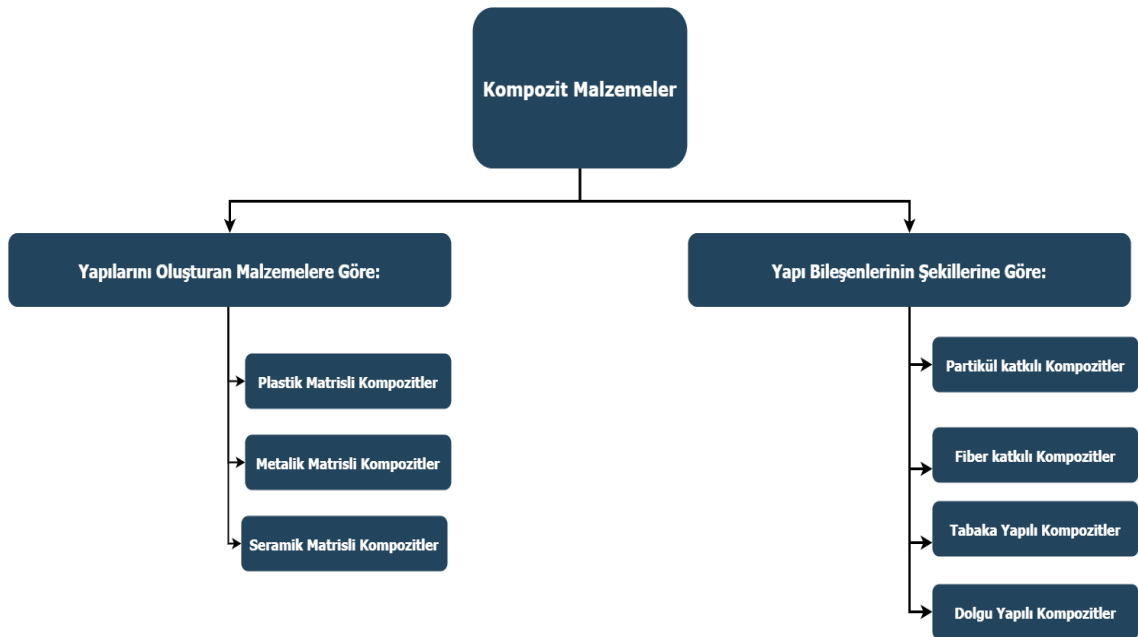 Kompozit Malzemeler
Yapılarını Oluşturan Malzemelere Göre:
Plastik Matrisli Kompozitler
Metalik Matrisli Kompozitler
Seramik Matrisli Kompozitler
Yapı Bileşenlerinin Şekillerine Göre:
Partikül katkılı Kompozitler
Fiber katkılı Kompozitler
Tabaka Yapılı Kompozitler
Dolgu Yapılı Kompozitler